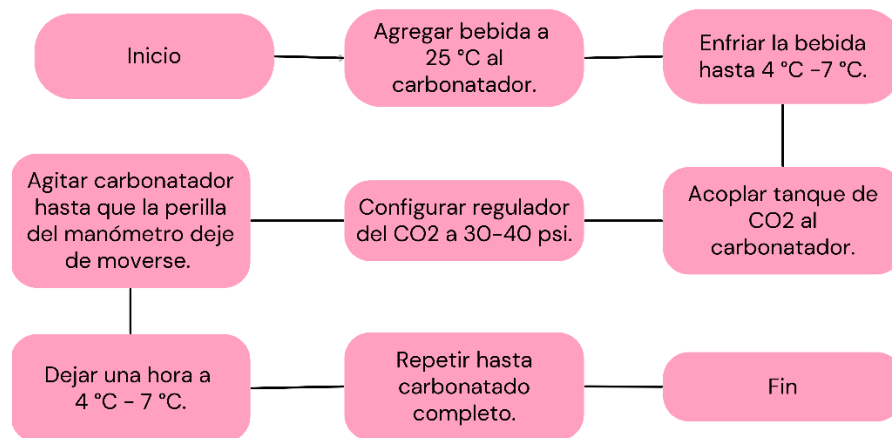 Inicio
Agregar bebida a
25 °C al
carbonatador.
Enfriar la bebida
hasta 4 °C –7 °C.
Acoplar tanque de
CO2 al
carbonatador.
Configurar regulador
del CO2 a 30–40 psi.
Agitar carbonatador
hasta que la perilla
del manómetro deje
de moverse.
Dejar una hora a
4 °C – 7 °C.
Repetir hasta
carbonatado
completo.
Fin